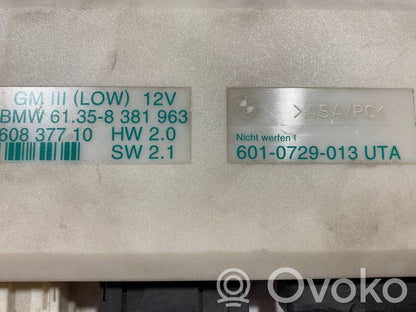 GM III (LOW) 12V
BMW 61.35-8 381 963
608 377 10 HW 2.0
SW 2.1
>ASA/PC<
Nicht werfen !
601-0729-013 UTA
Ovoko